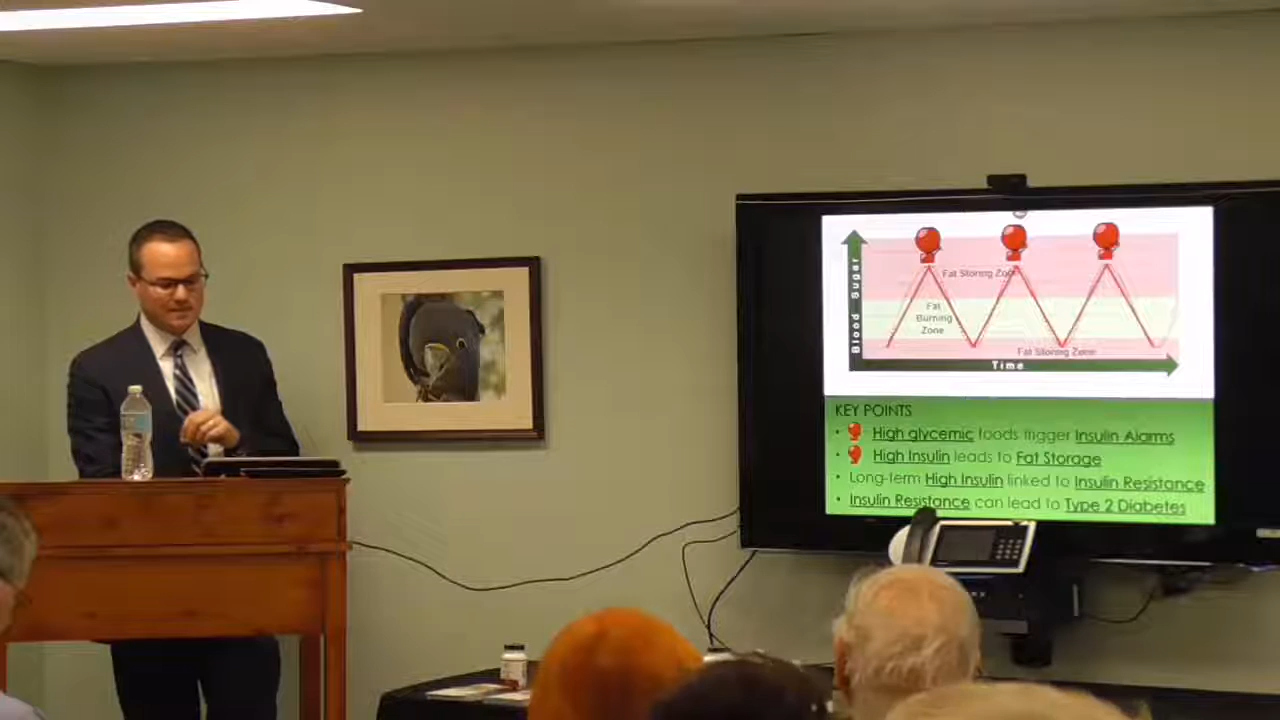 Fat Storing Zone
Fat
Burning
Zone
Fat Storing Zone
Blood Sugar
Time
KEY POINTS
• High glycemic foods trigger Insulin Alarms
• High Insulin leads to Fat Storage
• Long-term High Insulin linked to Insulin Resistance
• Insulin Resistance can lead to Type 2 Diabetes